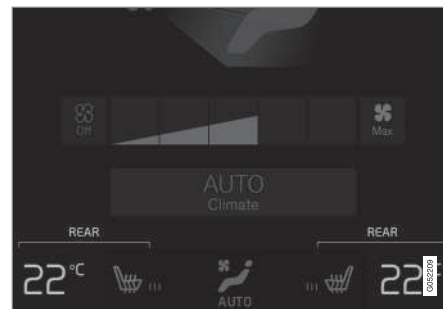 Off
Max
AUTO
Climate
REAR REAR
22°C 22°
AUTO
G052209